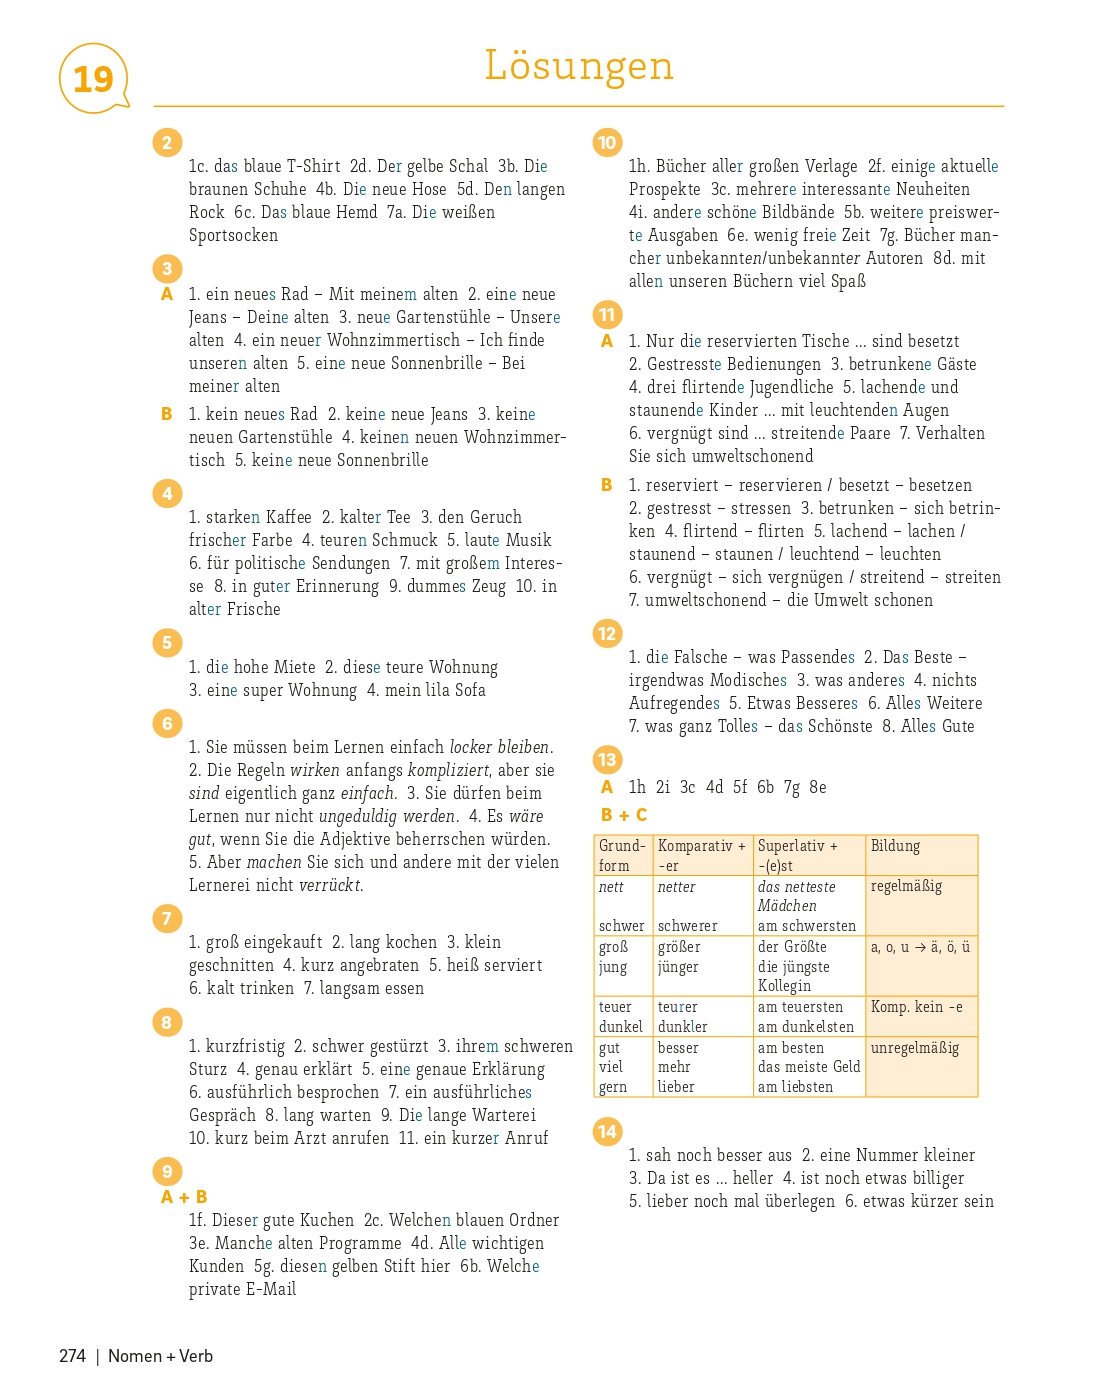 19
Lösungen
2
1c. das blaue T-Shirt 2d. Der gelbe Schal 3b. Die
braunen Schuhe 4b. Die neue Hose 5d. Den langen
Rock 6c. Das blaue Hemd 7a. Die weißen
Sportsocken
3
A 1. ein neues Rad – Mit meinem alten 2. eine neue
Jeans – Deine alten 3. neue Gartenstühle – Unsere
alten 4. ein neuer Wohnzimmertisch – Ich finde
unseren alten 5. eine neue Sonnenbrille – Bei
meiner alten
B 1. kein neues Rad 2. keine neue Jeans 3. keine
neuen Gartenstühle 4. keinen neuen Wohnzimmer-
tisch 5. keine neue Sonnenbrille
4
1. starken Kaffee 2. kalter Tee 3. den Geruch
frischer Farbe 4. teuren Schmuck 5. laute Musik
6. für politische Sendungen 7. mit großem Interes-
se 8. in guter Erinnerung 9. dummes Zeug 10. in
alter Frische
5
1. die hohe Miete 2. diese teure Wohnung
3. eine super Wohnung 4. mein lila Sofa
6
1. Sie müssen beim Lernen einfach locker bleiben.
2. Die Regeln wirken anfangs kompliziert, aber sie
sind eigentlich ganz einfach. 3. Sie dürfen beim
Lernen nur nicht ungeduldig werden. 4. Es wäre
gut, wenn Sie die Adjektive beherrschen würden.
5. Aber machen Sie sich und andere mit der vielen
Lernerei nicht verrückt.
7
1. groß eingekauft 2. lang kochen 3. klein
geschnitten 4. kurz angebraten 5. heiß serviert
6. kalt trinken 7. langsam essen
8
1. kurzfristig 2. schwer gestürzt 3. ihrem schweren
Sturz 4. genau erklärt 5. eine genaue Erklärung
6. ausführlich besprochen 7. ein ausführliches
Gespräch 8. lang warten 9. Die lange Warterei
10. kurz beim Arzt anrufen 11. ein kurzer Anruf
9
A + B
1f. Dieser gute Kuchen 2c. Welchen blauen Ordner
3e. Manche alten Programme 4d. Alle wichtigen
Kunden 5g. diesen gelben Stift hier 6b. Welche
private E-Mail
10
1h. Bücher aller großen Verlage 2f. einige aktuelle
Prospekte 3c. mehrere interessante Neuheiten
4i. andere schöne Bildbände 5b. weitere preiswer-
te Ausgaben 6e. wenig freie Zeit 7g. Bücher man-
cher unbekannten/unbekannter Autoren 8d. mit
allen unseren Büchern viel Spaß
11
A 1. Nur die reservierten Tische ... sind besetzt
2. Gestresste Bedienungen 3. betrunkene Gäste
4. drei flirtende Jugendliche 5. lachende und
staunende Kinder ... mit leuchtenden Augen
6. vergnügt sind ... streitende Paare 7. Verhalten
Sie sich umweltschonend
B 1. reserviert – reservieren / besetzt – besetzen
2. gestresst – stressen 3. betrunken – sich betrin-
ken 4. flirtend – flirten 5. lachend – lachen /
staunend – staunen / leuchtend – leuchten
6. vergnügt – sich vergnügen / streitend – streiten
7. umweltschonend – die Umwelt schonen
12
1. die Falsche – was Passendes 2. Das Beste –
irgendwas Modisches 3. was anderes 4. nichts
Aufregendes 5. Etwas Besseres 6. Alles Weitere
7. was ganz Tolles – das Schönste 8. Alles Gute
13
A 1h 2i 3c 4d 5f 6b 7g 8e
B + C
Grund- Komparativ + Superlativ + Bildung
form -er -(e)st
nett netter das netteste regelmäßig
Mädchen
schwer schwerer am schwersten
groß größer der Größte a, o, u → ä, ö, ü
jung jünger die jüngste
Kollegin
teuer teurer am teuersten Komp. kein -e
dunkel dunkler am dunkelsten
gut besser am besten unregelmäßig
viel mehr das meiste Geld
gern lieber am liebsten
14
1. sah noch besser aus 2. eine Nummer kleiner
3. Da ist es ... heller 4. ist noch etwas billiger
5. lieber noch mal überlegen 6. etwas kürzer sein
274 | Nomen + Verb